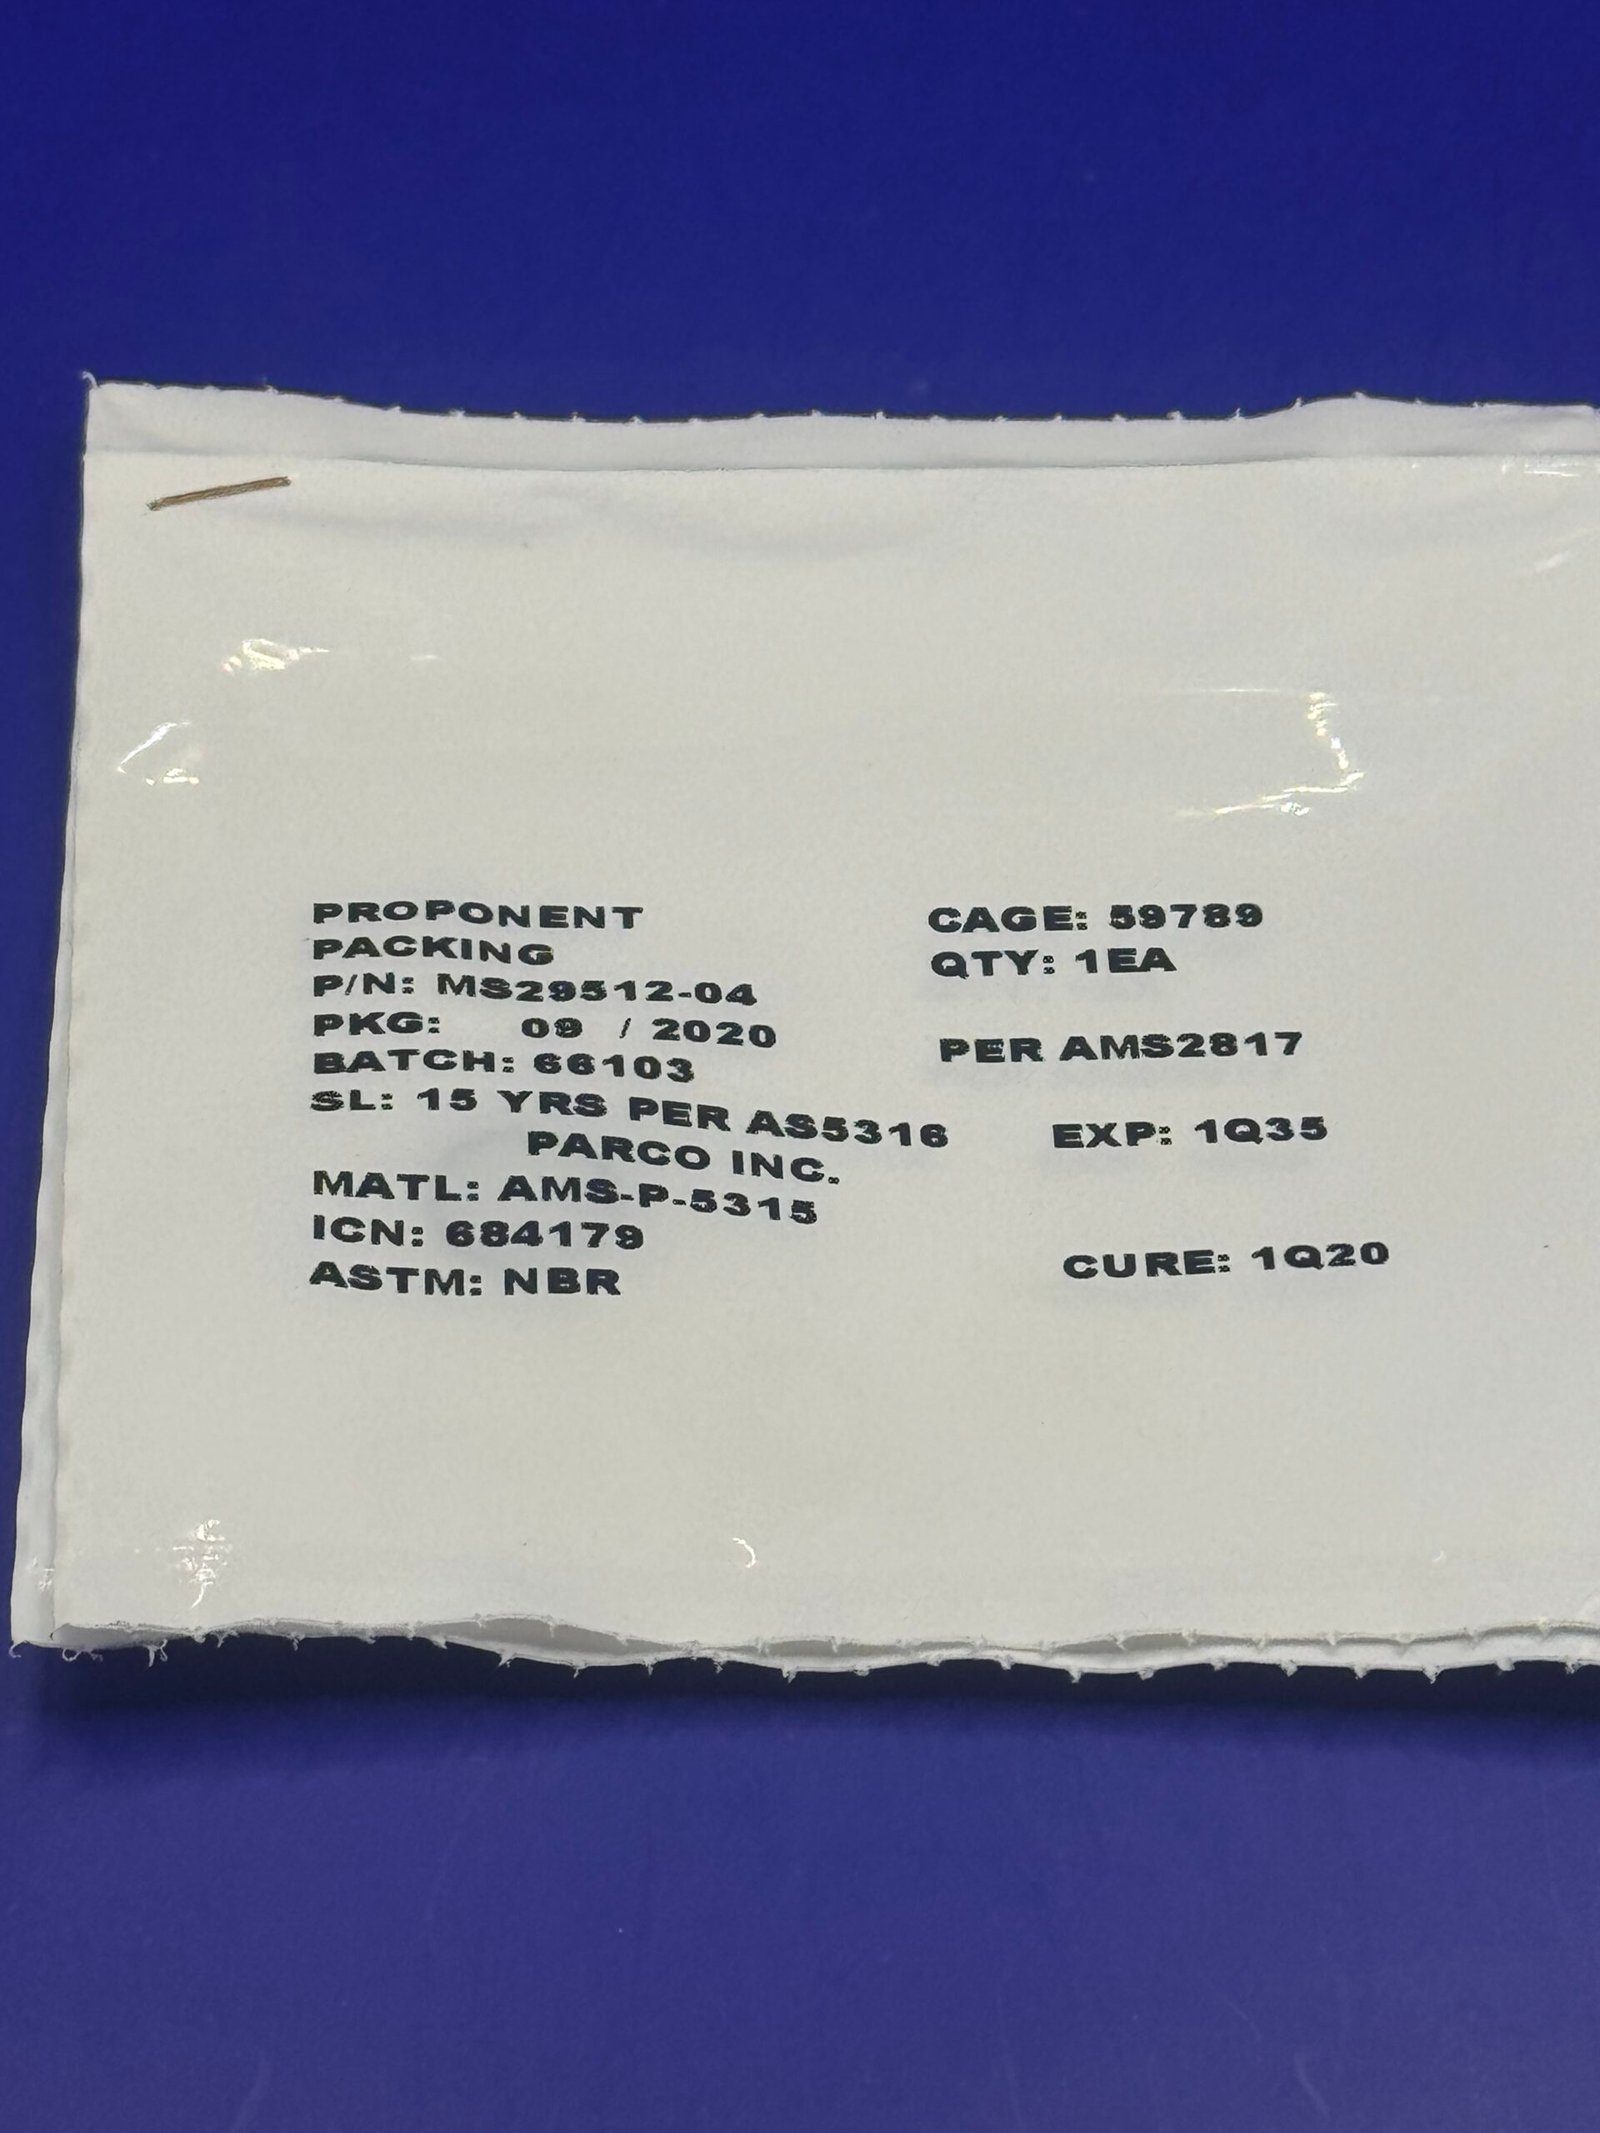 PROPONENT
PACKING
P/N: MS29512-04
PKG: 09 / 2020
BATCH: 66103
SL: 15 YRS PER AS5316
PARCO INC.
MATL: AMS-P-5315
ICN: 684179
ASTM: NBR
CAGE: 59789
QTY: 1EA
PER AMS2817
EXP: 1Q35
CURE: 1Q20